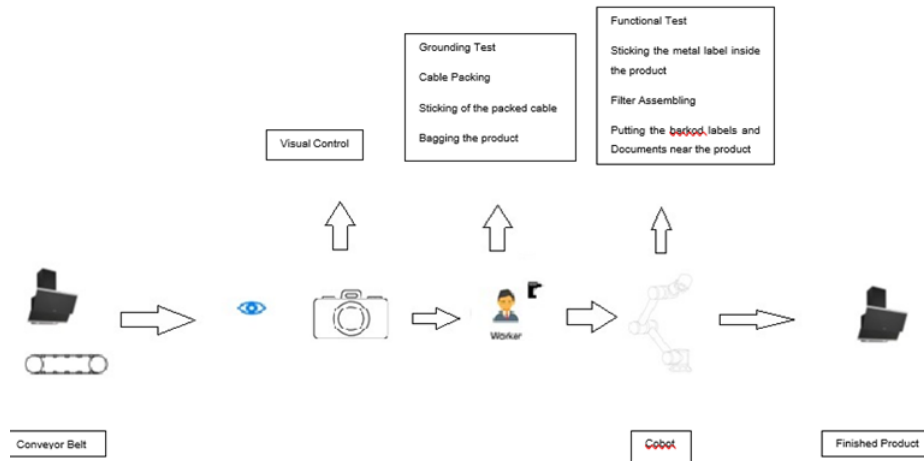 Functional Test
Sticking the metal label inside
the product
Filter Assembling
Putting the barkod labels and
Documents near the product
Grounding Test
Cable Packing
Sticking of the packed cable
Bagging the product
Visual Control
Worker
Conveyor Belt
Cobot
Finished Product